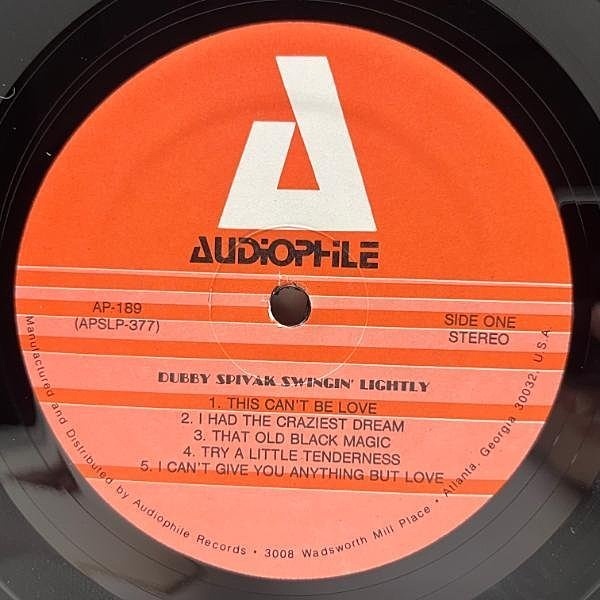 AUDIOPHILE
AP-189
(APSLP-377)
SIDE ONE
STEREO
DUBBY SPIVAK SWINGIN' LIGHTLY
1. THIS CAN'T BE LOVE
2. I HAD THE CRAZIEST DREAM
3. THAT OLD BLACK MAGIC
4. TRY A LITTLE TENDERNESS
5. I CAN'T GIVE YOU ANYTHING BUT LOVE
Manufactured and Distributed by Audiophile Records • 3008 Wadsworth Mill Place • Atlanta, Georgia 30032, U.S.A.